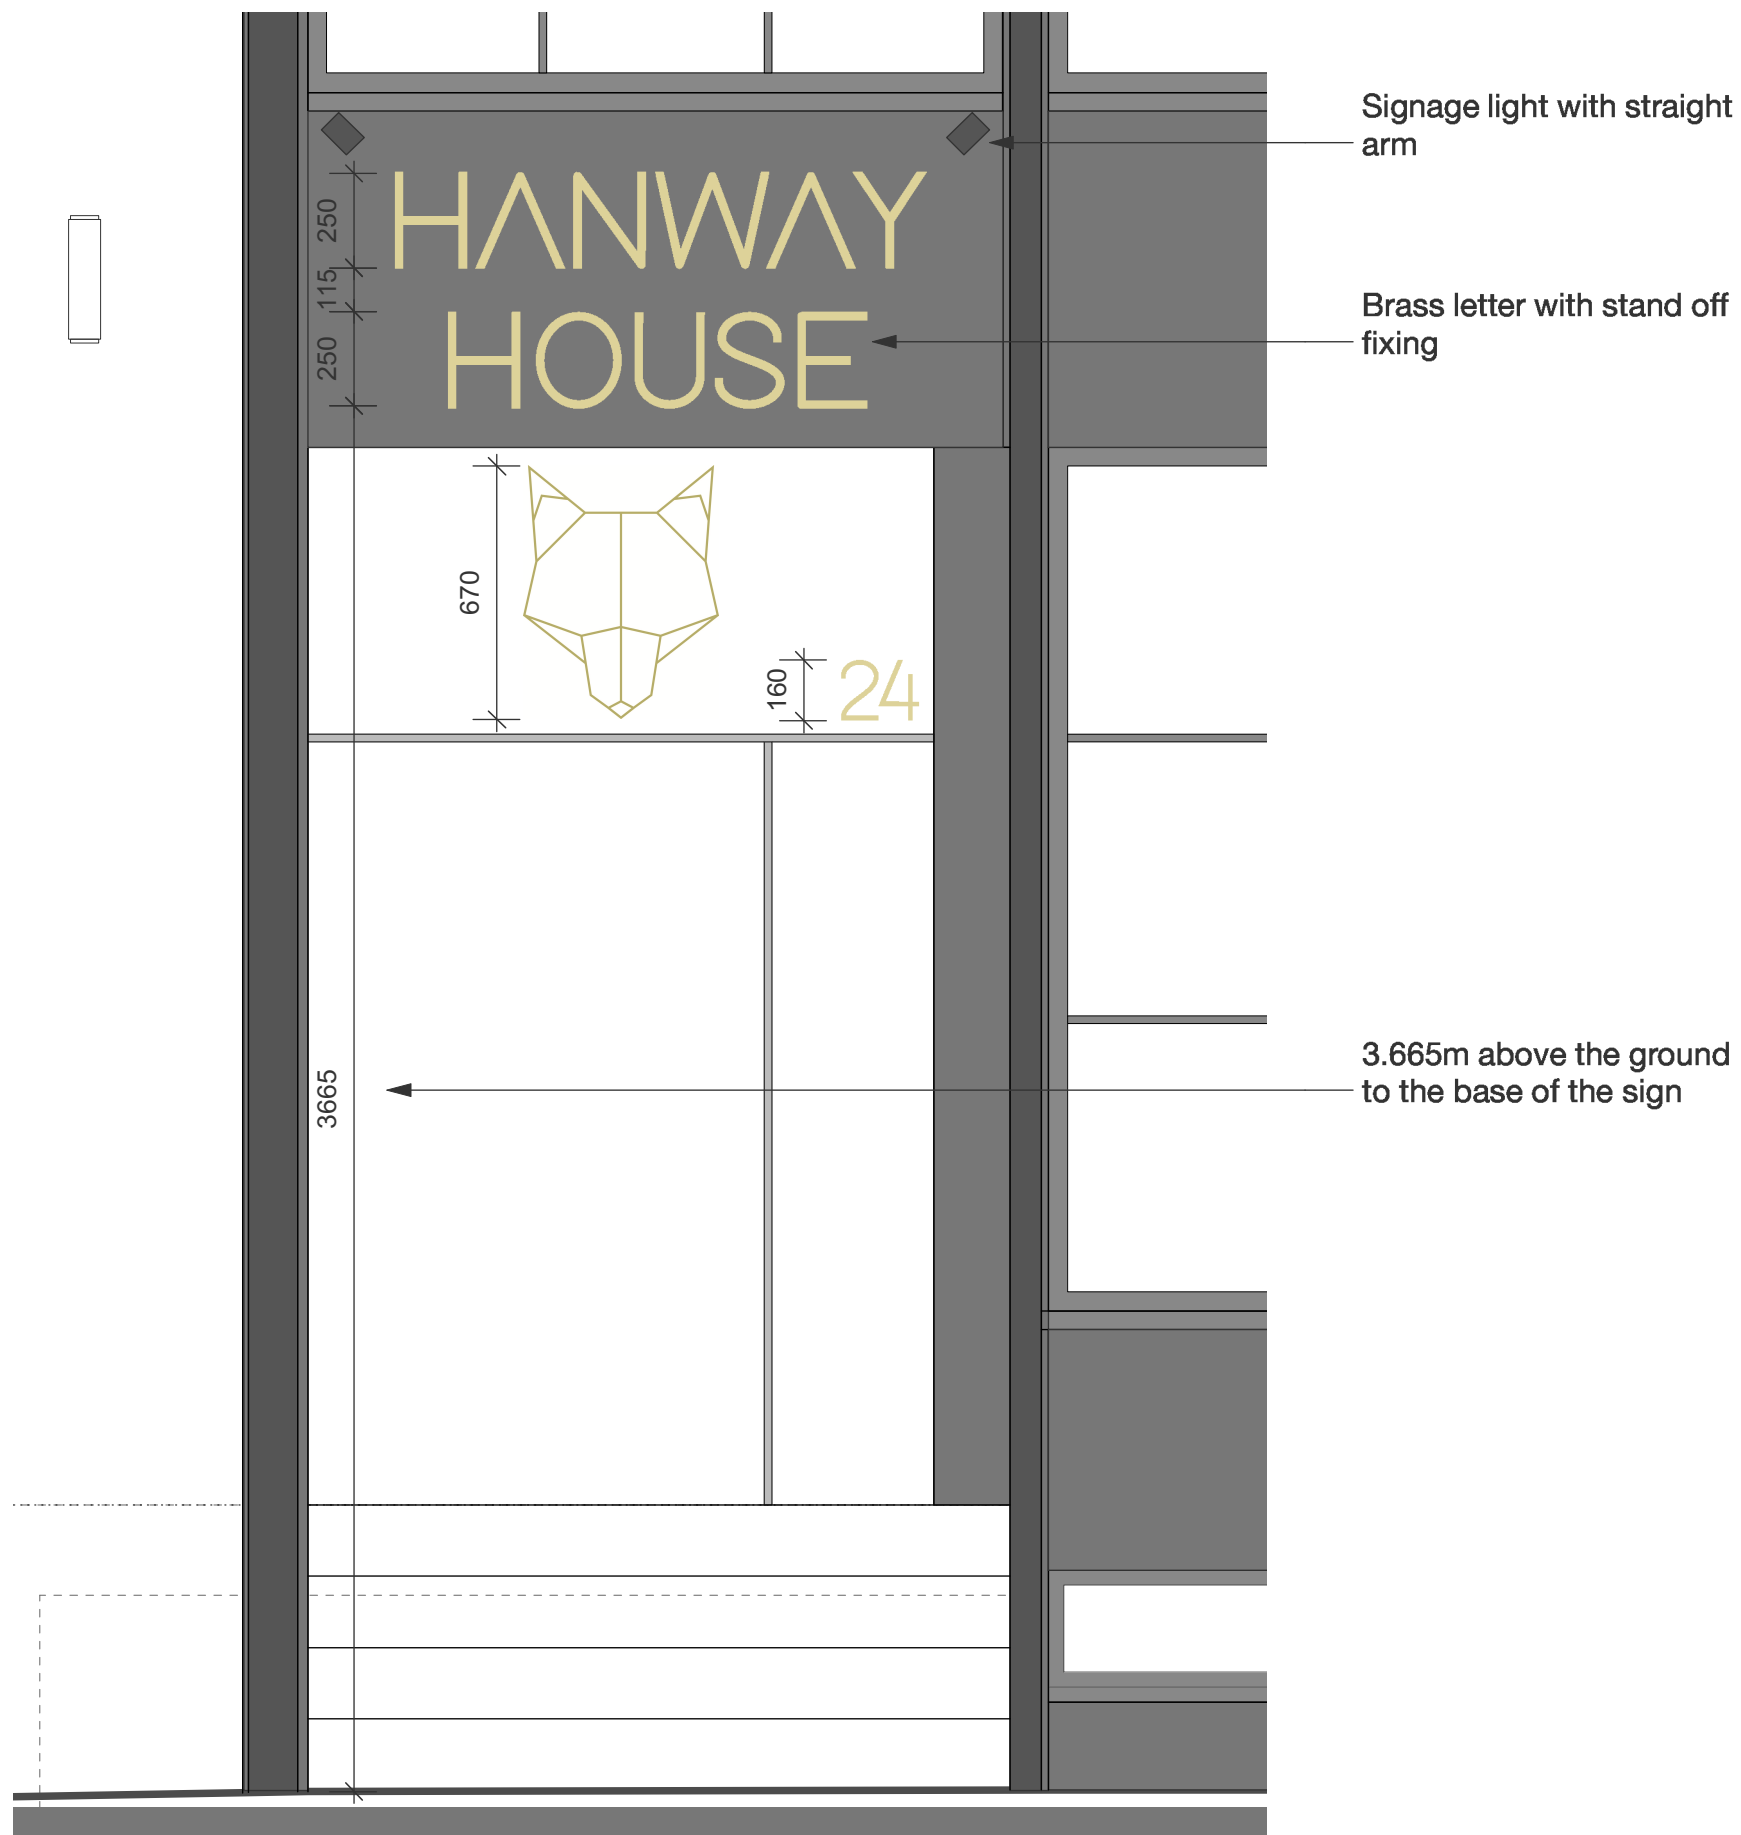 Signage light with straight
arm
HANWAY
250
115
HOUSE
250
Brass letter with stand off
fixing
670
160
24
3.665m above the ground
to the base of the sign
3665